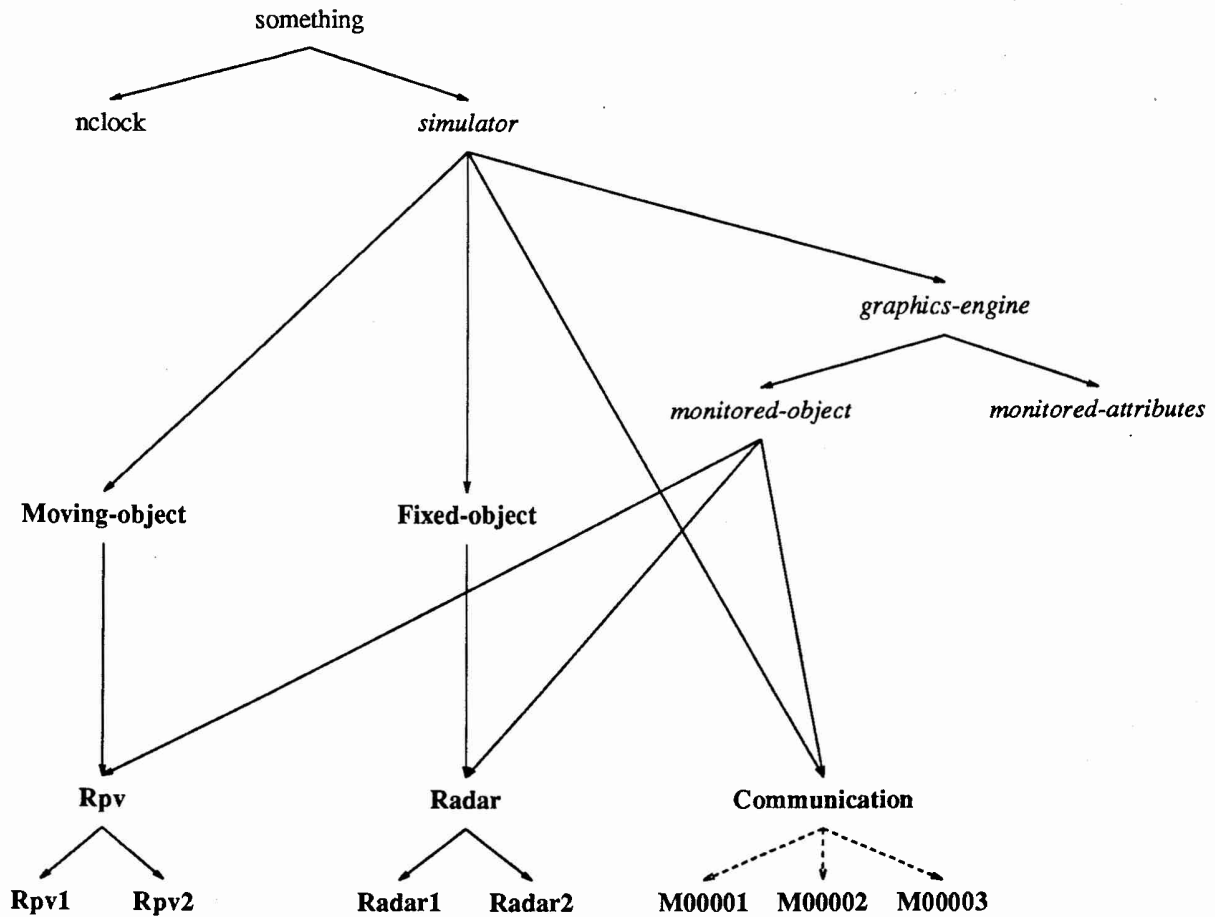 something
nclock
simulator
graphics-engine
monitored-object
monitored-attributes
Moving-object
Fixed-object
Rpv
Radar
Communication
Rpv1
Rpv2
Radar1
Radar2
M00001
M00002
M00003